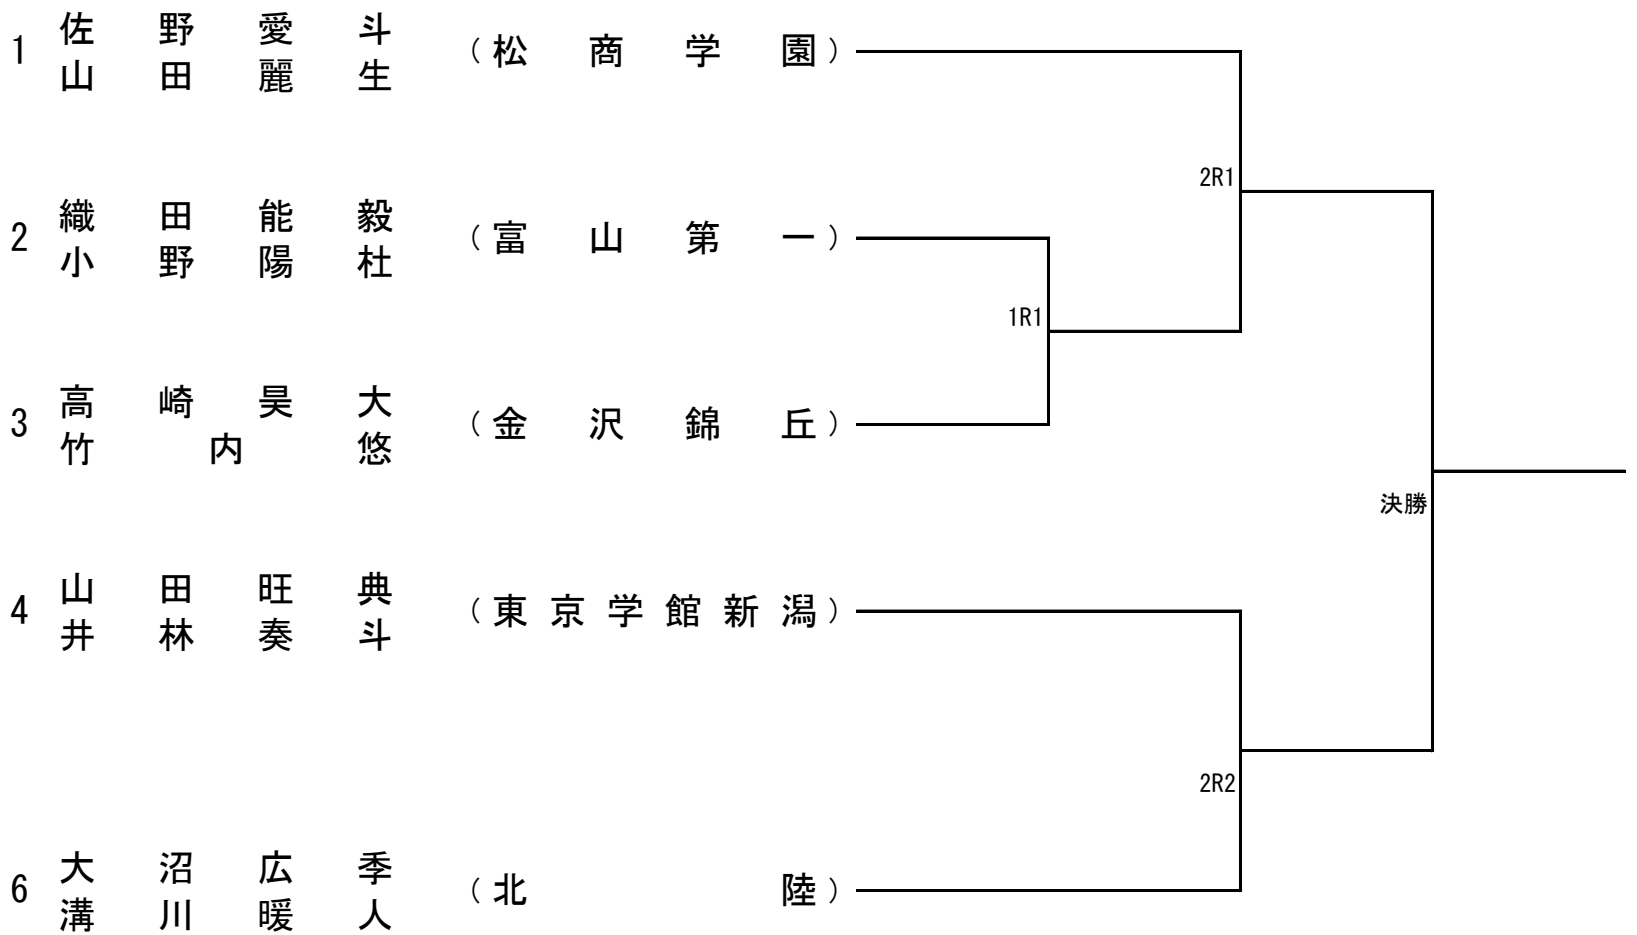 1 佐野愛斗
山田麗生
(松商学園)
2R1
2 織田能毅
小野陽杜
(富山第一)
1R1
3 高崎昊大
竹内悠
(金沢錦丘)
決勝
4 山田旺典
井林奏斗
(東京学館新潟)
2R2
6 大沼広季
溝川暖人
(北陸)